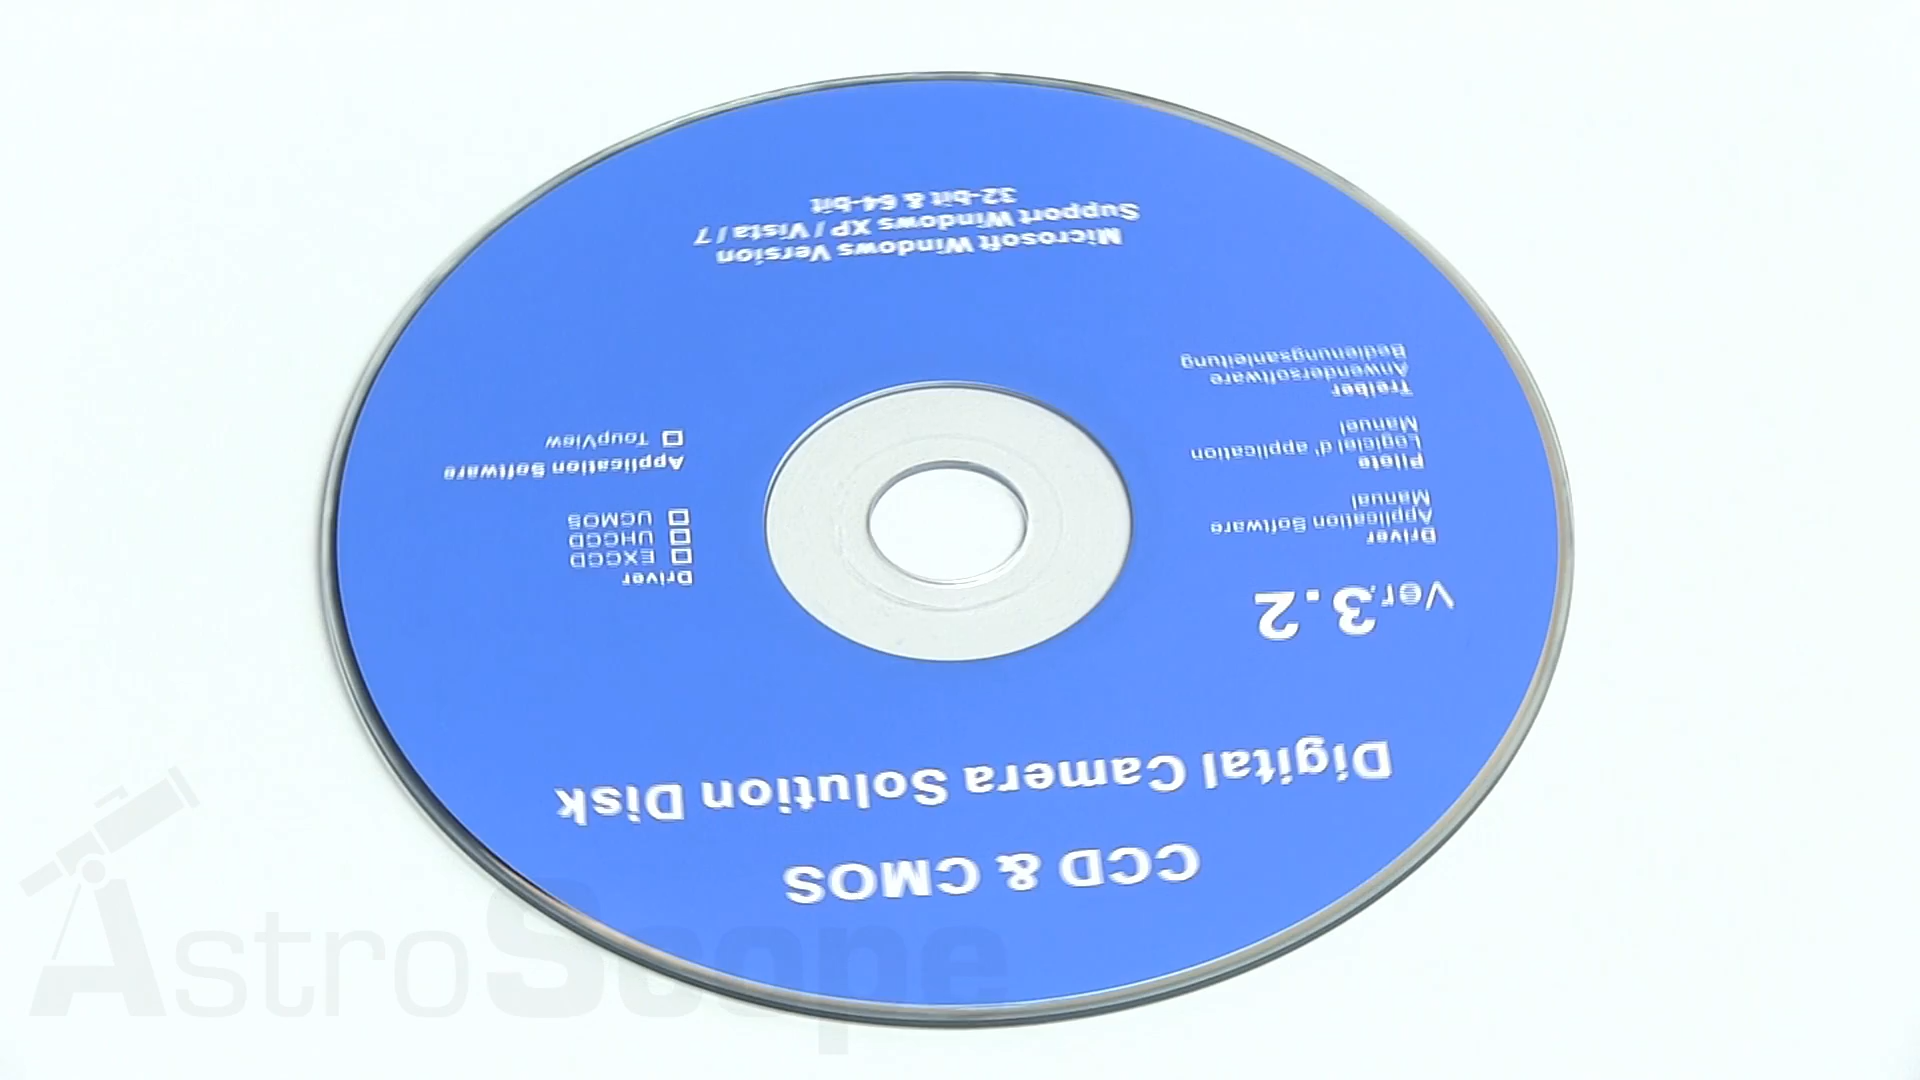 CCD & CMOS
Digital Camera Solution Disk
Ver.3.2
Driver
Application Software
Manual
Pilote
Logiciel d' application
Manuel
Treiber
Anwendersoftware
Bedienungsanleitung
Driver
☐ EXCCD
☐ UHCCD
☐ UCMOS
Application Software
☐ ToupView
Microsoft Windows Version
Support Windows XP / Vista / 7
32-bit & 64-bit
AstroScope